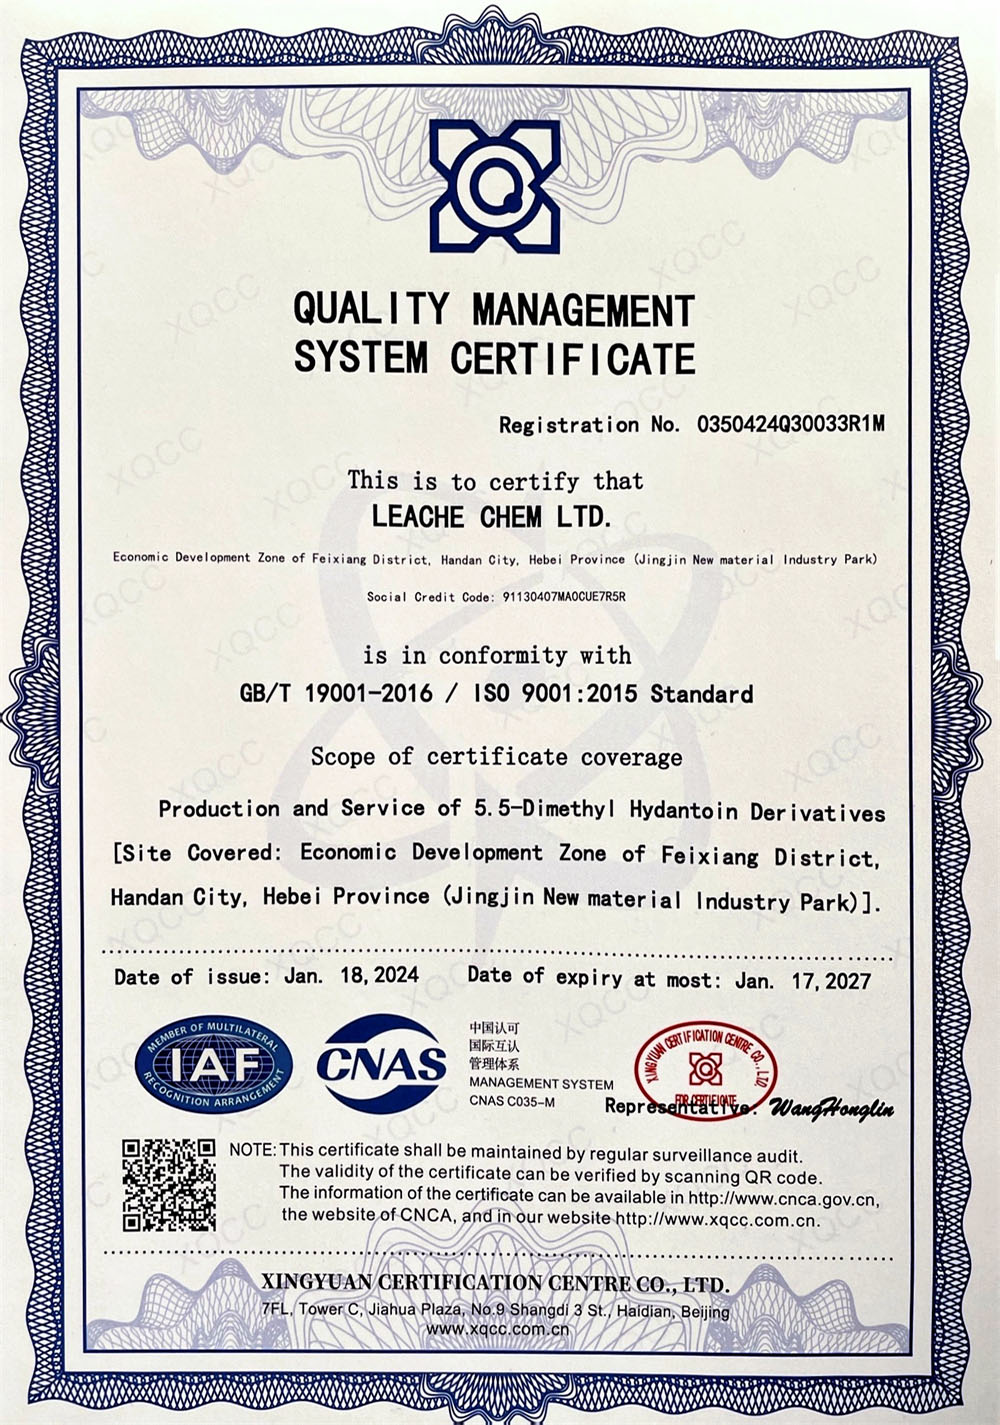 QUALITY MANAGEMENT
SYSTEM CERTIFICATE
Registration No. 0350424Q30033R1M
This is to certify that
LEACHE CHEM LTD.
Economic Development Zone of Feixiang District, Handan City, Hebei Province (Jingjin New material Industry Park)
Social Credit Code: 91130407MA0CUE7R5R
is in conformity with
GB/T 19001-2016 / ISO 9001:2015 Standard
Scope of certificate coverage
Production and Service of 5.5-Dimethyl Hydantoin Derivatives
[Site Covered: Economic Development Zone of Feixiang District,
Handan City, Hebei Province (Jingjin New material Industry Park)].
Date of issue: Jan. 18,2024 Date of expiry at most: Jan. 17,2027
MEMBER OF MULTILATERAL
IAF
RECOGNITION ARRANGEMENT
CNAS
中国认可
国际互认
管理体系
MANAGEMENT SYSTEM
CNAS C035-M
XINGYUAN CERTIFICATION CENTRE CO., LTD
FOR CERTIFICATE
Representative: WangHonglin
NOTE: This certificate shall be maintained by regular surveillance audit.
The validity of the certificate can be verified by scanning QR code.
The information of the certificate can be available in http://www.cnca.gov.cn,
the website of CNCA, and in our website http://www.xqcc.com.cn.
XINGYUAN CERTIFICATION CENTRE CO., LTD.
7FL, Tower C, Jiahua Plaza, No.9 Shangdi 3 St., Haidian, Beijing
www.xqcc.com.cn